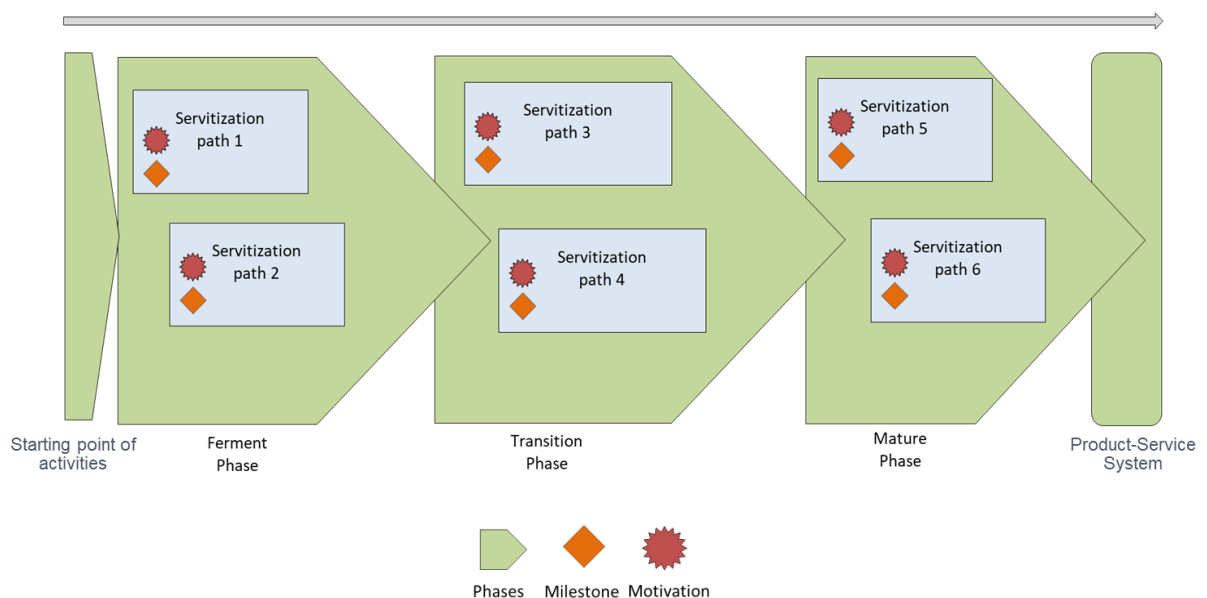 Servitization
path 1
Servitization
path 2
Servitization
path 3
Servitization
path 4
Servitization
path 5
Servitization
path 6
Starting point of
activities
Ferment
Phase
Transition
Phase
Mature
Phase
Product-Service
System
Phases
Milestone
Motivation